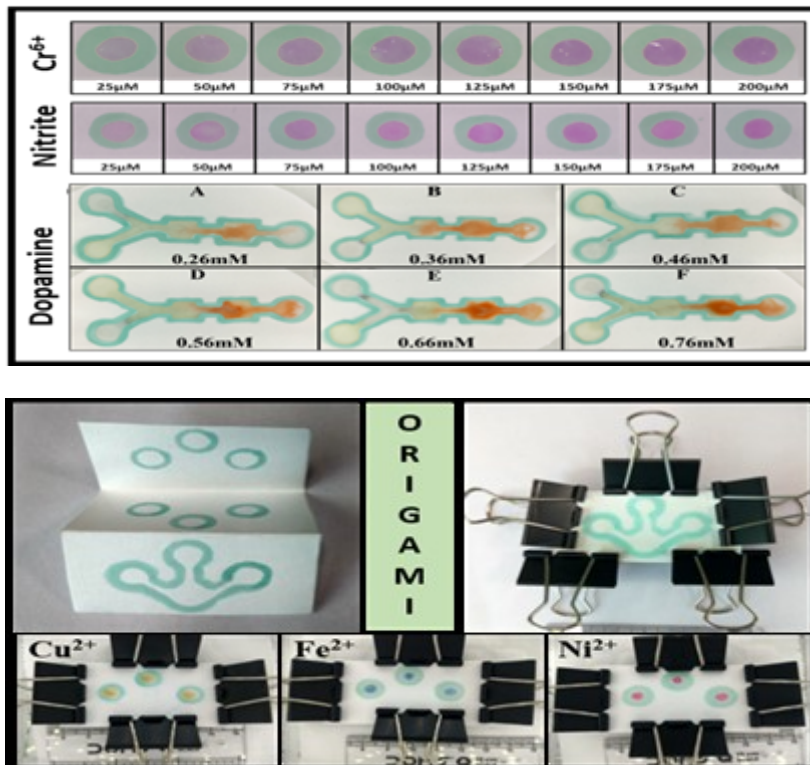 Cr⁶⁺
25µM 50µM 75µM 100µM 125µM 150µM 175µM 200µM
Nitrite
25µM 50µM 75µM 100µM 125µM 150µM 175µM 200µM
Dopamine
A B C
0.26mM 0.36mM 0.46mM
D E F
0.56mM 0.66mM 0.76mM
O
R
I
G
A
M
I
Cu²⁺ Fe²⁺ Ni²⁺